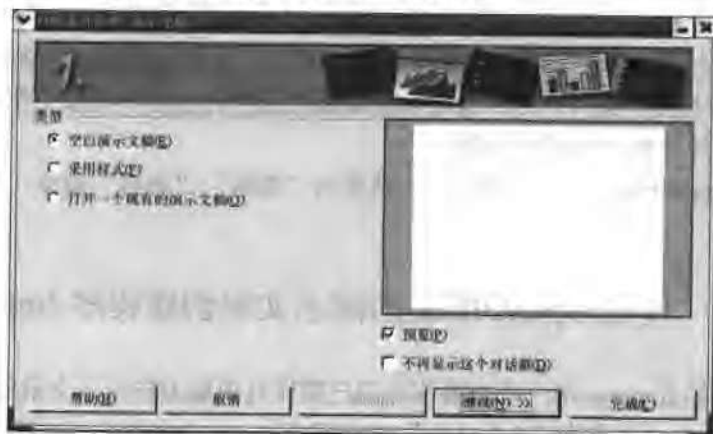 1.
类型
空白演示文稿(E)
采用样式(T)
打开一个现有的演示文稿(O)
预览(P)
不再显示这个对话框(D)
帮助(H)
取消
继续(N) >>
完成(C)